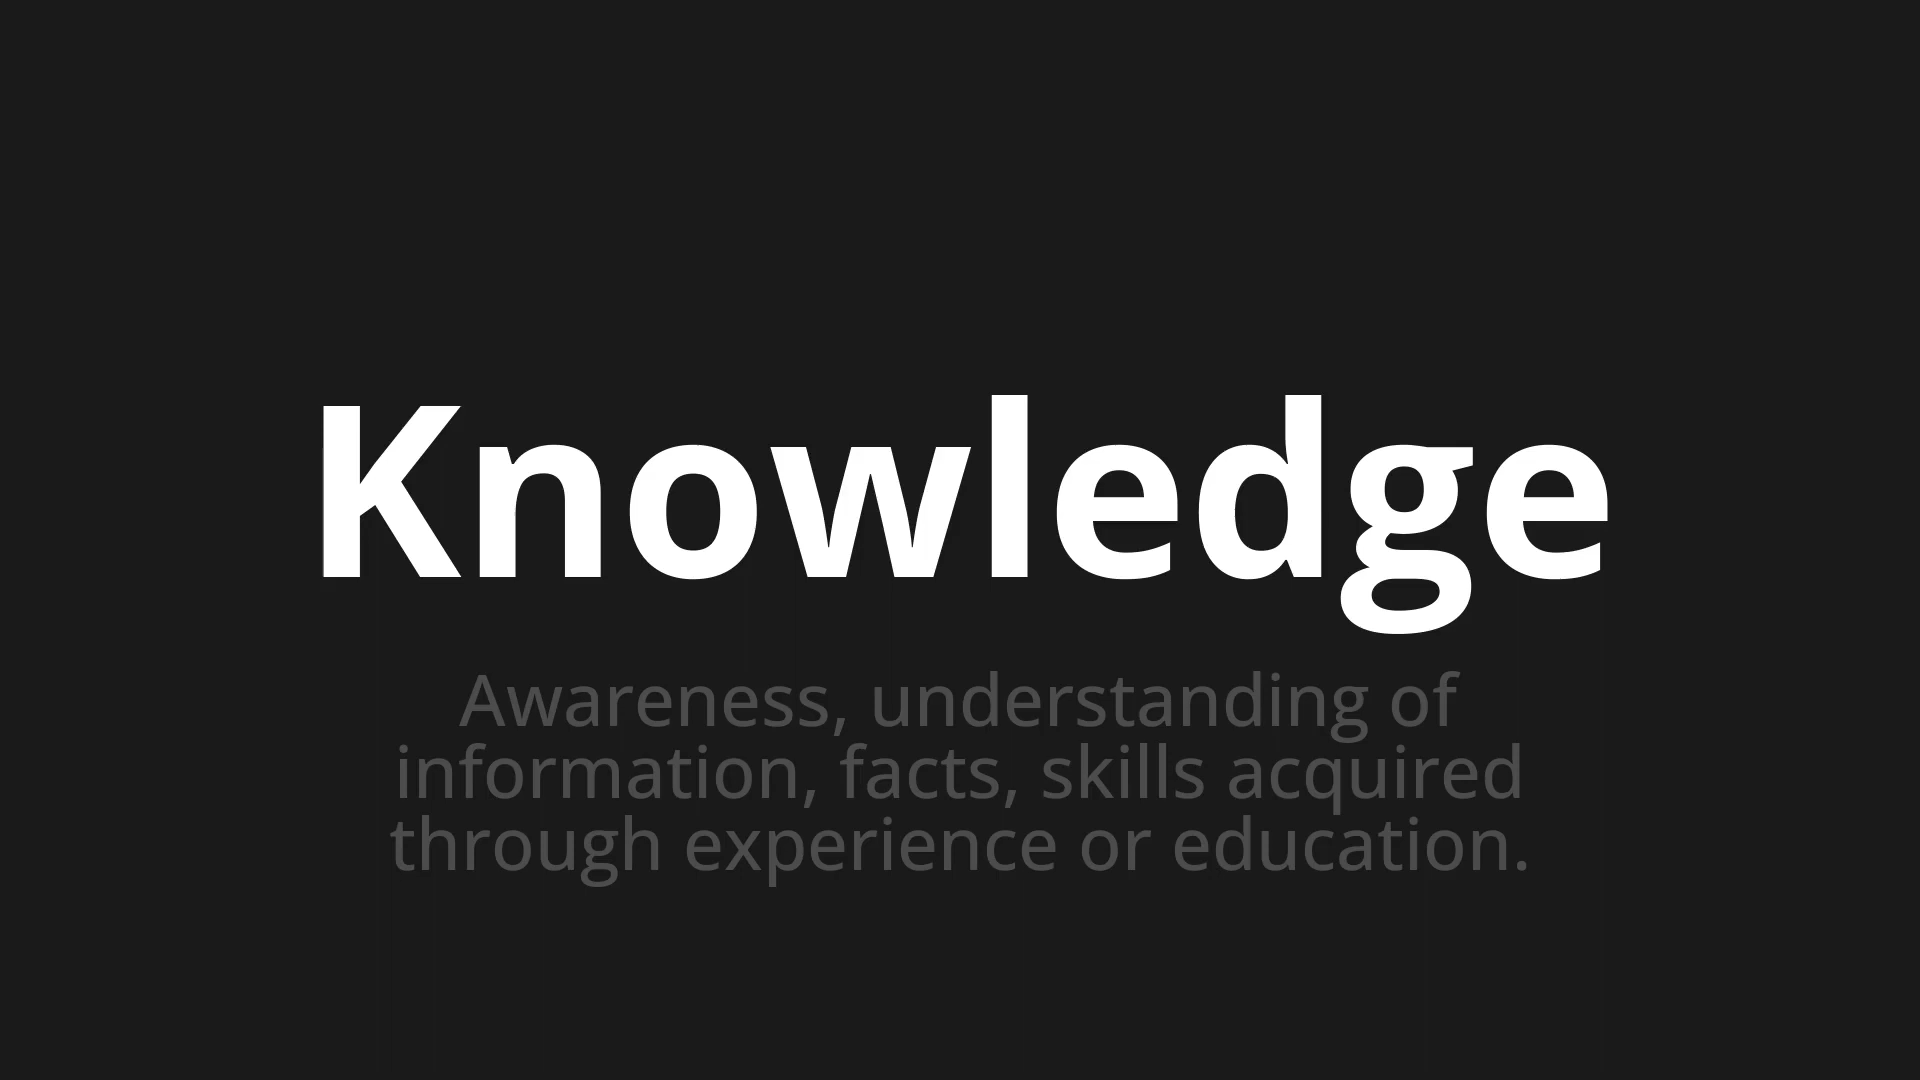 Knowledge
Awareness, understanding of
information, facts, skills acquired
through experience or education.